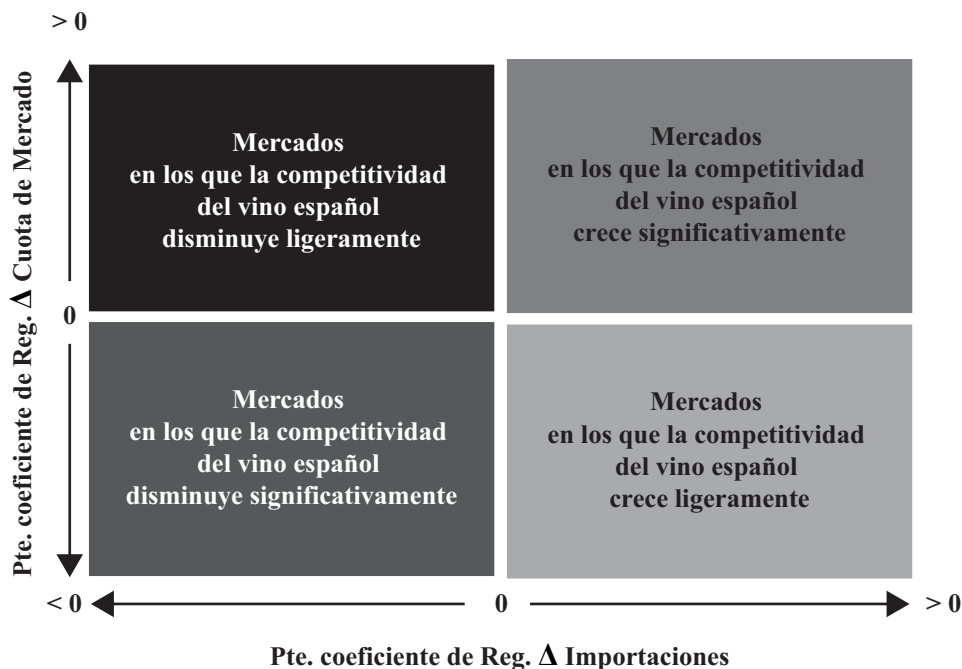 > 0
Pte. coeficiente de Reg. Δ Cuota de Mercado
Mercados
en los que la competitividad
del vino español
disminuye ligeramente
Mercados
en los que la competitividad
del vino español
crece significativamente
0
Mercados
en los que la competitividad
del vino español
disminuye significativamente
Mercados
en los que la competitividad
del vino español
crece ligeramente
< 0
0
> 0
Pte. coeficiente de Reg. Δ Importaciones